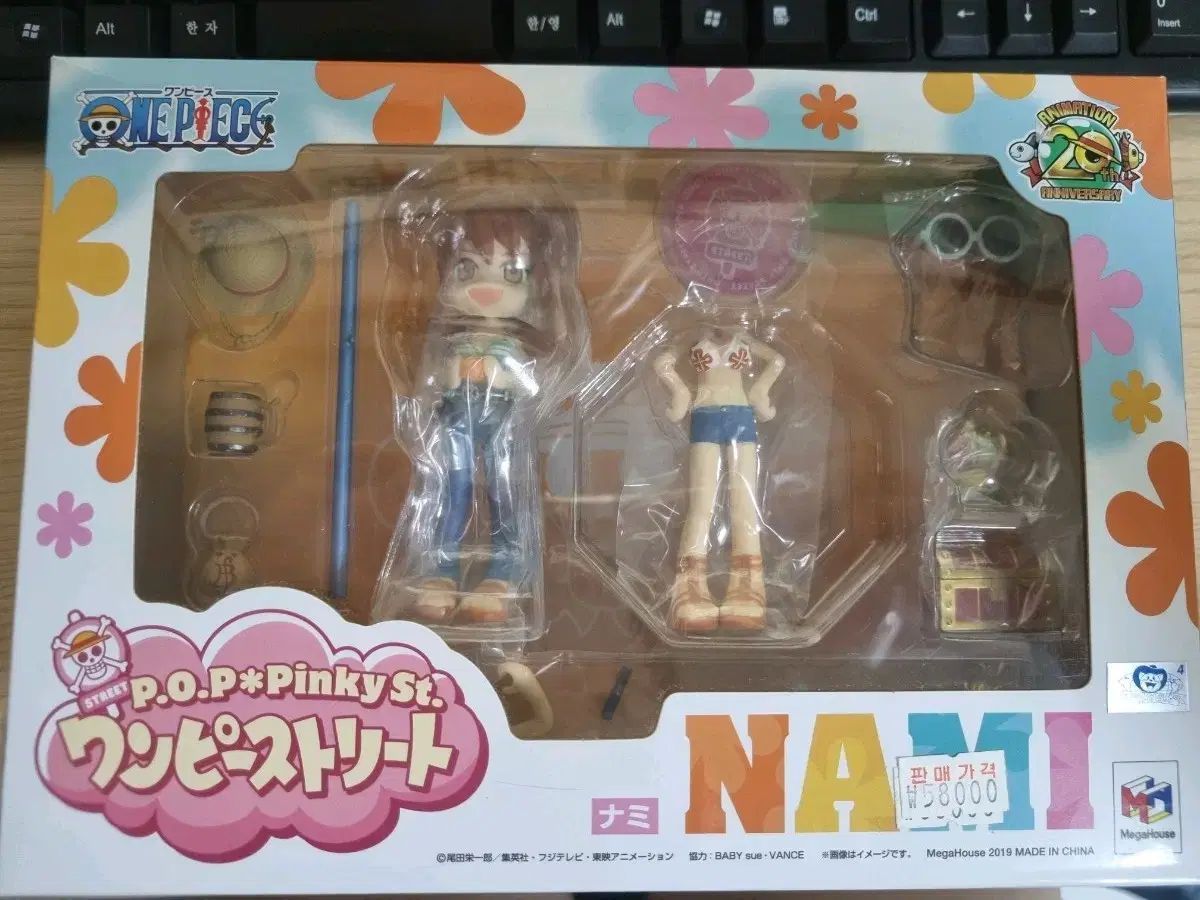 Alt
한 자
한/영
Alt
Ctrl
0
Insert
ワンピース
ONE PIECE
ANIMATION
20th
ANNIVERSARY
STREET
STREET
P.O.P*Pinky St.
ワンピーストリート
ナミ
NAMI
판매가격
₩58000
4
MegaHouse
©尾田栄一郎/集英社・フジテレビ・東映アニメーション 協力:BABY sue・VANCE ※画像はイメージです。 MegaHouse 2019 MADE IN CHINA